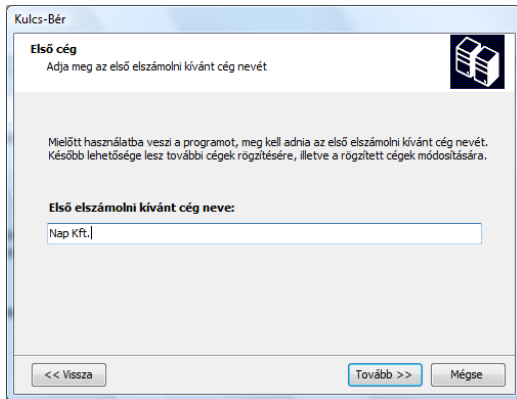 Kulcs-Bér
Első cég
Adja meg az első elszámolni kívánt cég nevét
Mielőtt használatba veszi a programot, meg kell adnia az első elszámolni kívánt cég nevét.
Később lehetősége lesz további cégek rögzítésére, illetve a rögzített cégek módosítására.
Első elszámolni kívánt cég neve:
Nap Kft.
<< Vissza
Tovább >>
Mégse